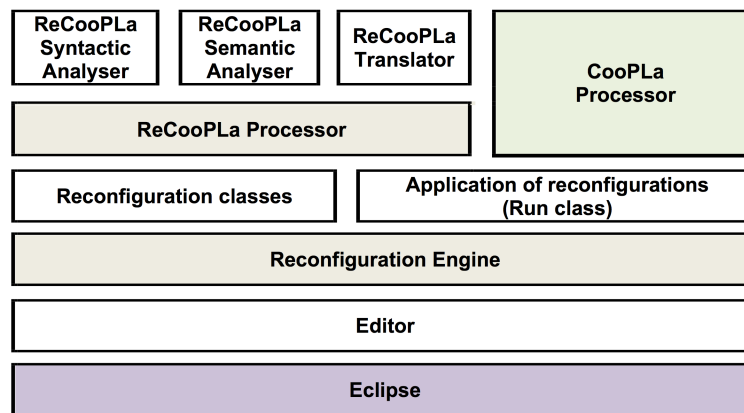 ReCooPLa
Syntactic
Analyser
ReCooPLa
Semantic
Analyser
ReCooPLa
Translator
CooPLa
Processor
ReCooPLa Processor
Reconfiguration classes
Application of reconfigurations
(Run class)
Reconfiguration Engine
Editor
Eclipse